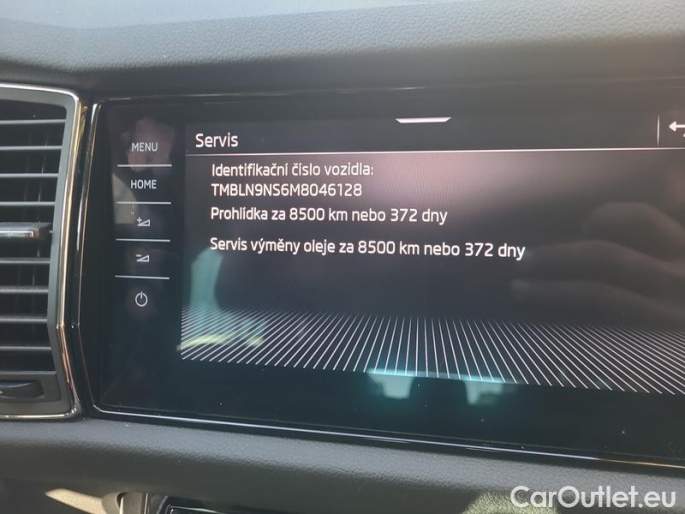 Servis
MENU
Identifikační číslo vozidla:
HOME
TMBLN9NS6M8046128
Prohlídka za 8500 km nebo 372 dny
Servis výměny oleje za 8500 km nebo 372 dny
CarOutlet.eu